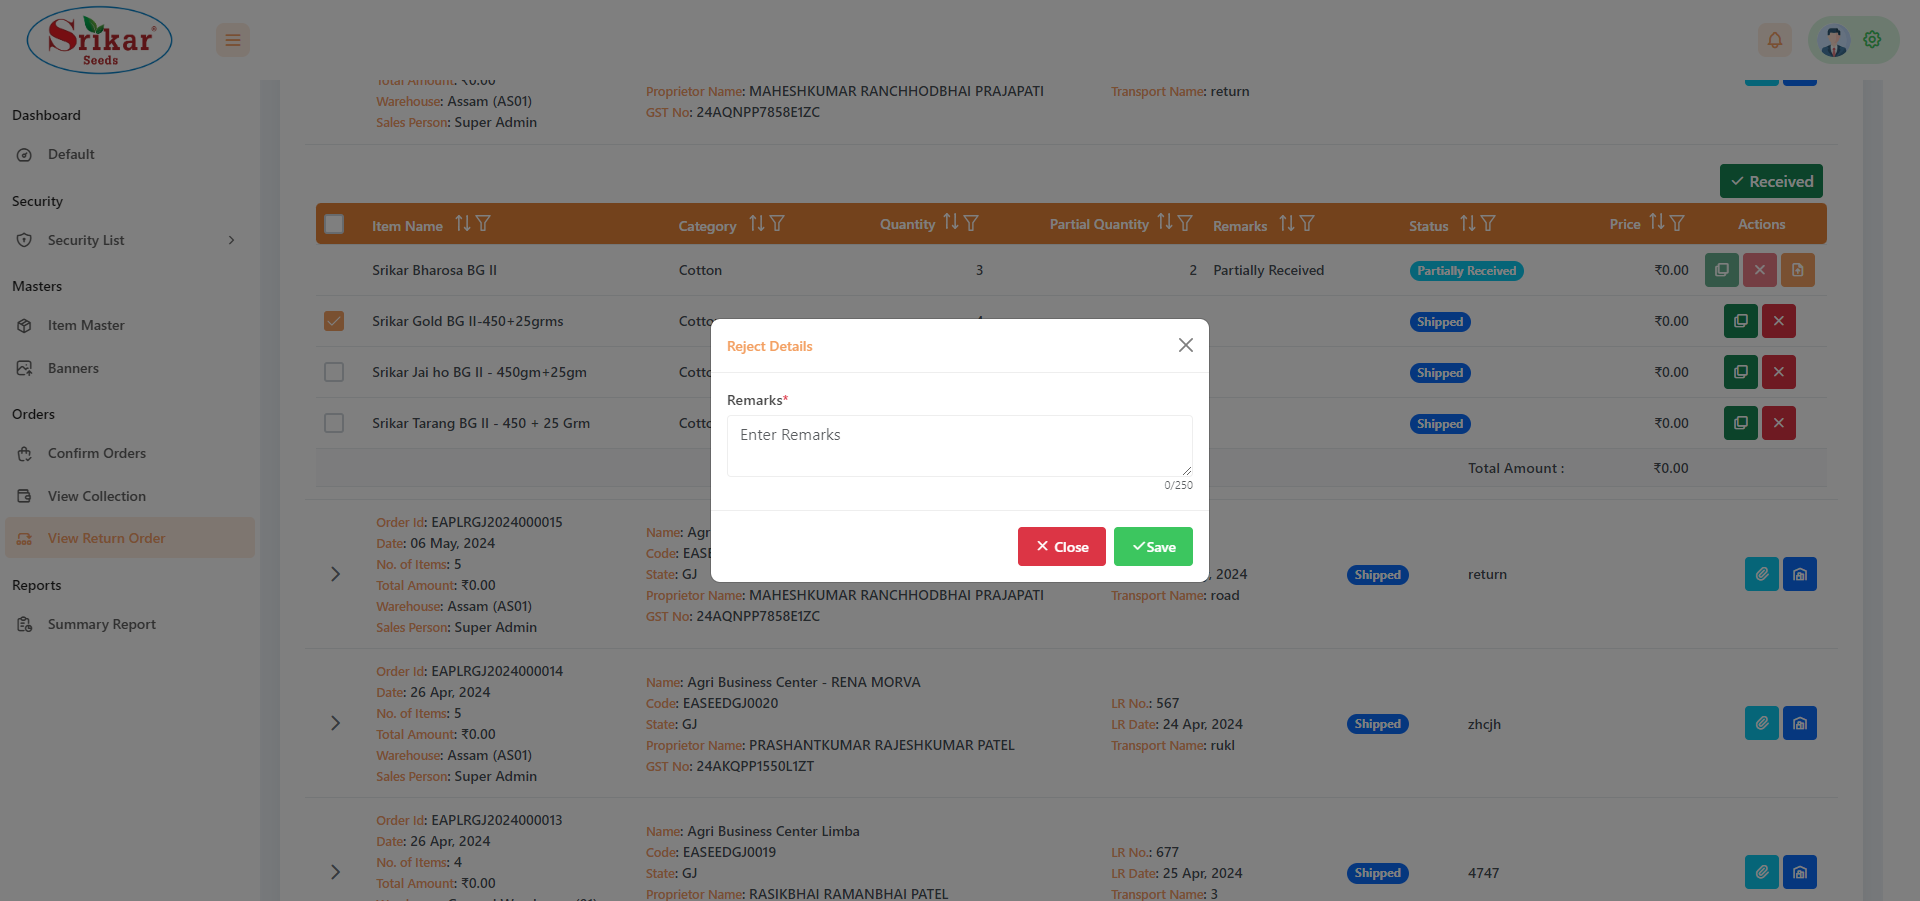 Srikar
Seeds
Dashboard
Default
Security
Security List
Masters
Item Master
Banners
Orders
Confirm Orders
View Collection
View Return Order
Reports
Summary Report
Total Amount: ₹0.00
Warehouse: Assam (AS01)
Sales Person: Super Admin
Proprietor Name: MAHESHKUMAR RANCHHODBHAI PRAJAPATI
GST No: 24AQNPP7858E1ZC
Transport Name: return
Received
Item Name Category Quantity Partial Quantity Remarks Status Price Actions
Srikar Bharosa BG II Cotton 3 2 Partially Received Partially Received ₹0.00
Srikar Gold BG II-450+25grms Shipped ₹0.00
Srikar Jai ho BG II - 450gm+25gm Shipped ₹0.00
Srikar Tarang BG II - 450 + 25 Grm Shipped ₹0.00
Total Amount : ₹0.00
Reject Details
Remarks*
Enter Remarks
0/250
Close Save
Order Id: EAPLRGJ2024000015
Date: 06 May, 2024
No. of Items: 5
Total Amount: ₹0.00
Warehouse: Assam (AS01)
Sales Person: Super Admin
Name: Agr
Code: EASE
State: GJ
Proprietor Name: MAHESHKUMAR RANCHHODBHAI PRAJAPATI
GST No: 24AQNPP7858E1ZC
, 2024
Transport Name: road
Shipped
return
Order Id: EAPLRGJ2024000014
Date: 26 Apr, 2024
No. of Items: 5
Total Amount: ₹0.00
Warehouse: Assam (AS01)
Sales Person: Super Admin
Name: Agri Business Center - RENA MORVA
Code: EASEEDGJ0020
State: GJ
Proprietor Name: PRASHANTKUMAR RAJESHKUMAR PATEL
GST No: 24AKQPP1550L1ZT
LR No.: 567
LR Date: 24 Apr, 2024
Transport Name: rukl
Shipped
zhcjh
Order Id: EAPLRGJ2024000013
Date: 26 Apr, 2024
No. of Items: 4
Total Amount: ₹0.00
Name: Agri Business Center Limba
Code: EASEEDGJ0019
State: GJ
Proprietor Name: RASIKBHAI RAMANBHAI PATEL
LR No.: 677
LR Date: 25 Apr, 2024
Transport Name: 3
Shipped
4747